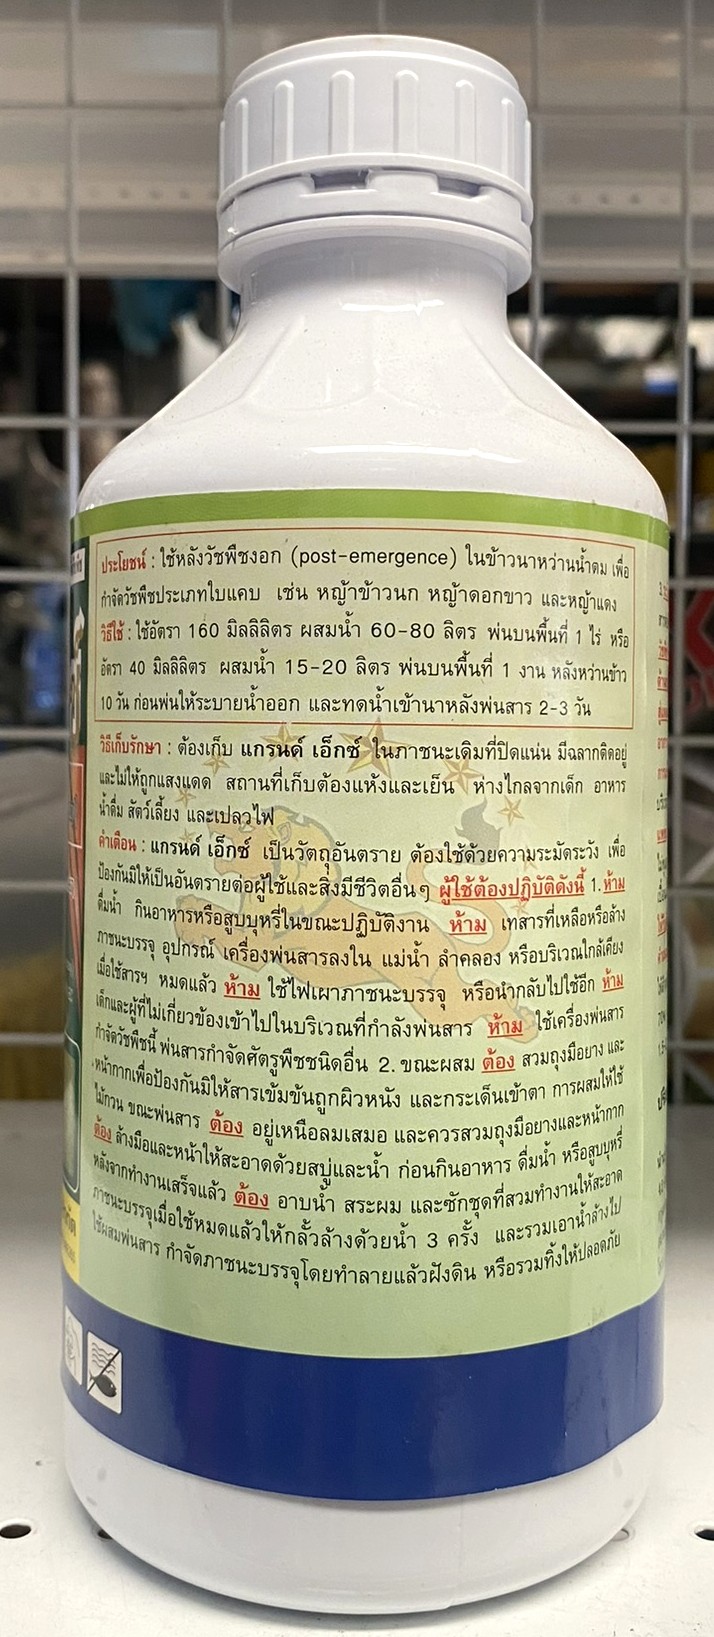 ประโยชน์ : ใช้หลังวัชพืชงอก (post-emergence) ในข้าวนาหว่านน้ำตม เพื่อ
กำจัดวัชพืชประเภทใบแคบ เช่น หญ้าข้าวนก หญ้าดอกขาว และหญ้าแดง
วิธีใช้ : ใช้อัตรา 160 มิลลิลิตร ผสมน้ำ 60-80 ลิตร พ่นบนพื้นที่ 1 ไร่ หรือ
อัตรา 40 มิลลิลิตร ผสมน้ำ 15-20 ลิตร พ่นบนพื้นที่ 1 งาน หลังหว่านข้าว
10 วัน ก่อนพ่นให้ระบายน้ำออก และทดน้ำเข้านาหลังพ่นสาร 2-3 วัน
วิธีเก็บรักษา : ต้องเก็บ แกรนด์ เอ็กซ์ ในภาชนะเดิมที่ปิดแน่น มีฉลากติดอยู่
และไม่ให้ถูกแสงแดด สถานที่เก็บต้องแห้งและเย็น ห่างไกลจากเด็ก อาหาร
น้ำดื่ม สัตว์เลี้ยง และเปลวไฟ
คำเตือน : แกรนด์ เอ็กซ์ เป็นวัตถุอันตราย ต้องใช้ด้วยความระมัดระวัง เพื่อ
ป้องกันมิให้เป็นอันตรายต่อผู้ใช้และสิ่งมีชีวิตอื่นๆ ผู้ใช้ต้องปฏิบัติดังนี้ 1. ห้าม
ดื่มน้ำ กินอาหารหรือสูบบุหรี่ในขณะปฏิบัติงาน ห้าม เทสารที่เหลือหรือล้าง
ภาชนะบรรจุ อุปกรณ์ เครื่องพ่นสารลงใน แม่น้ำ ลำคลอง หรือบริเวณใกล้เคียง
เมื่อใช้สารฯ หมดแล้ว ห้าม ใช้ไฟเผาภาชนะบรรจุ หรือนำกลับไปใช้อีก ห้าม
เด็กและผู้ที่ไม่เกี่ยวข้องเข้าไปในบริเวณที่กำลังพ่นสาร ห้าม ใช้เครื่องพ่นสาร
กำจัดวัชพืชนี้ พ่นสารกำจัดศัตรูพืชชนิดอื่น 2. ขณะผสม ต้อง สวมถุงมือยาง และ
หน้ากากเพื่อป้องกันมิให้สารเข้มข้นถูกผิวหนัง และกระเด็นเข้าตา การผสมให้ใช้
ไม้กวน ขณะพ่นสาร ต้อง อยู่เหนือลมเสมอ และควรสวมถุงมือยางและหน้ากาก
ต้อง ล้างมือและหน้าให้สะอาดด้วยสบู่และน้ำ ก่อนกินอาหาร ดื่มน้ำ หรือสูบบุหรี่
หลังจากทำงานเสร็จแล้ว ต้อง อาบน้ำ สระผม และซักชุดที่สวมทำงานให้สะอาด
ภาชนะบรรจุเมื่อใช้หมดแล้วให้กลั้วล้างด้วยน้ำ 3 ครั้ง และรวมเอาน้ำล้างไป
ใช้ผสมพ่นสาร กำจัดภาชนะบรรจุโดยทำลายแล้วฝังดิน หรือรวมทิ้งให้ปลอดภัย